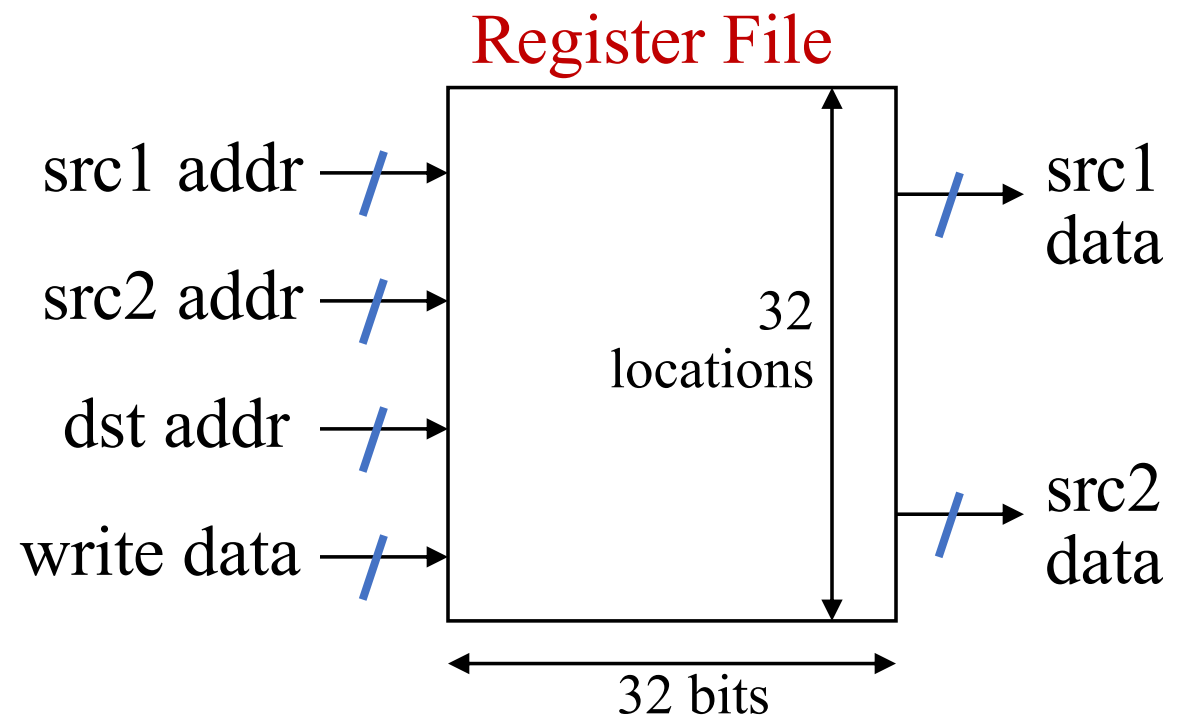 Register File
src1 addr
src2 addr
dst addr
write data
32
locations
32 bits
src1
data
src2
data